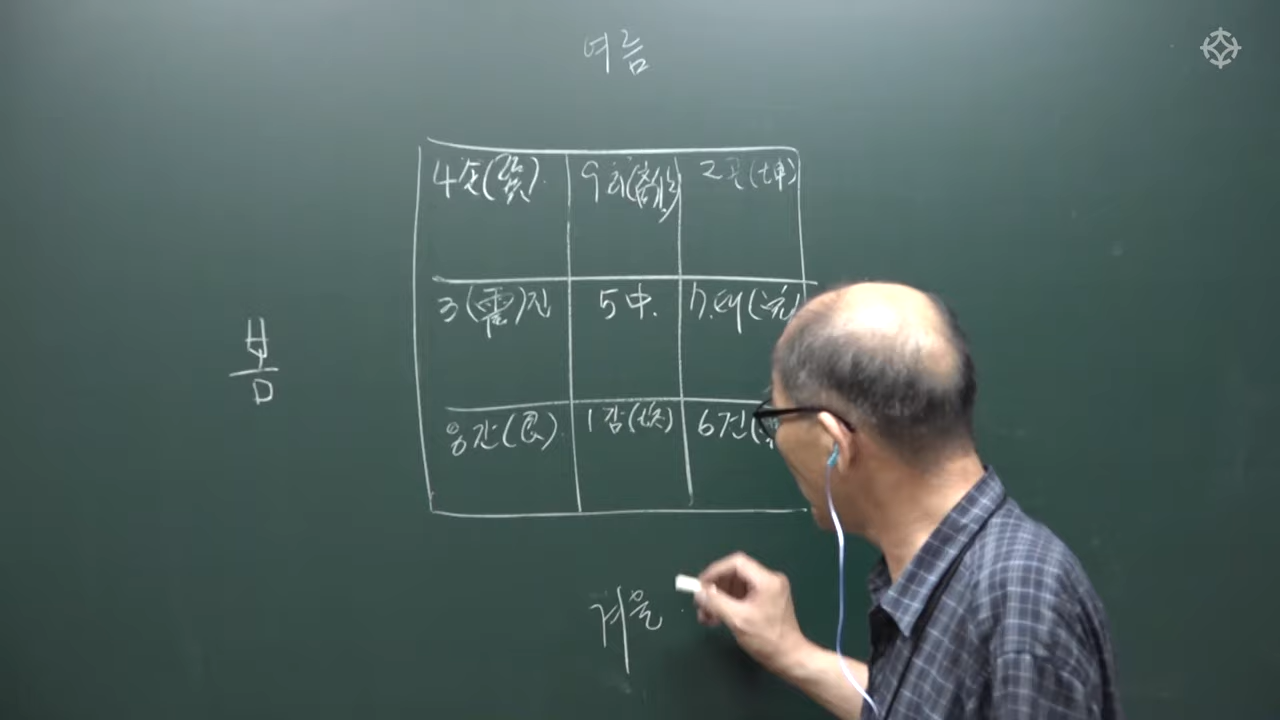 여름
4손(巽) 9리(離) 2곤(坤)
봄
3(震)진 5中. 7.태(兌)
8간(艮) 1감(坎) 6건(
겨울